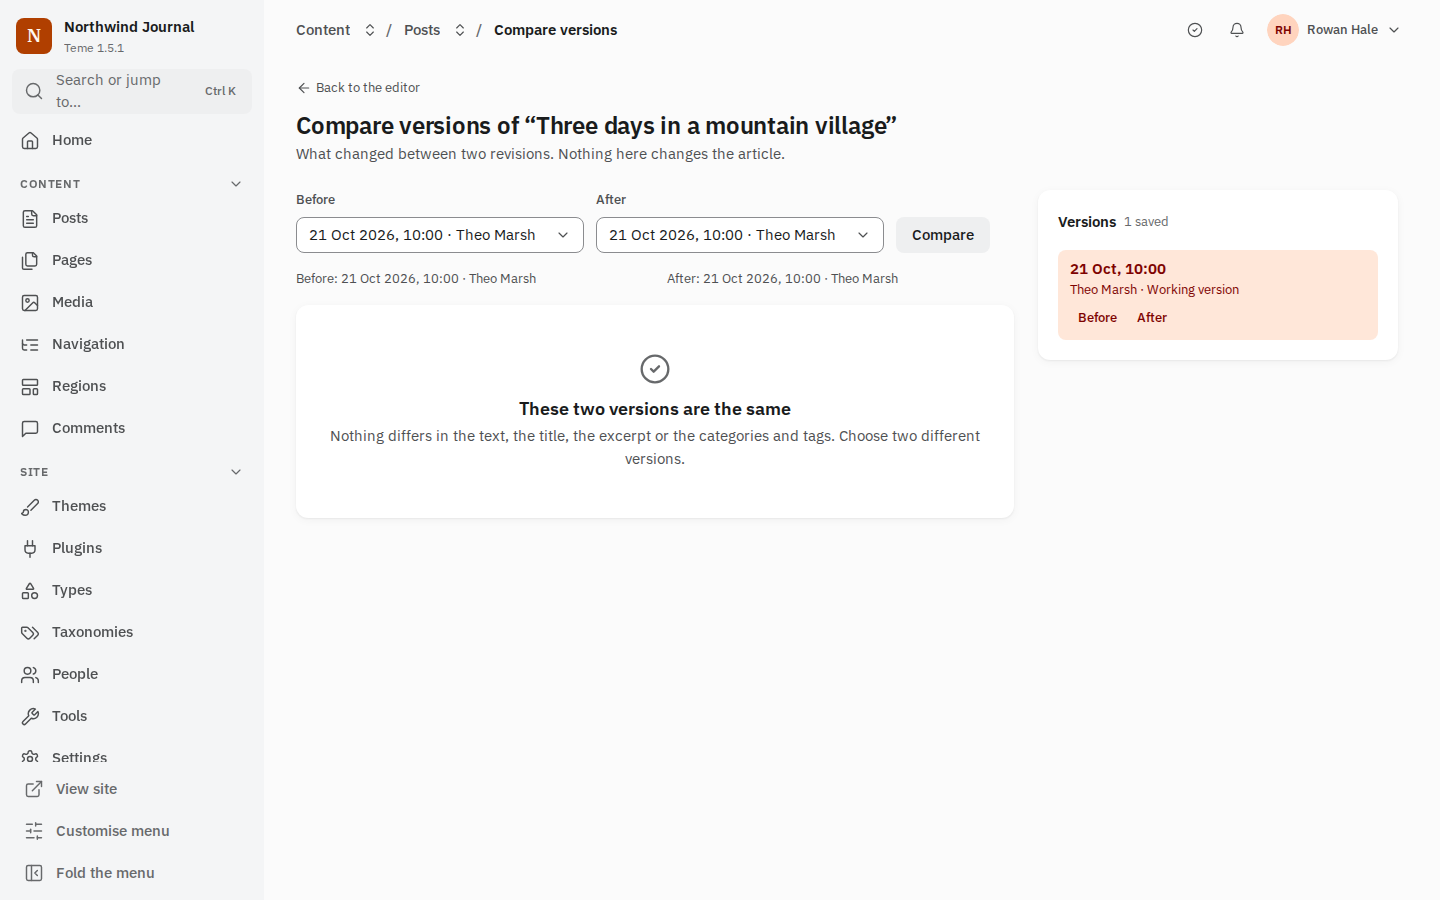 N
Northwind Journal
Teme 1.5.1
Search or jump
to...
Ctrl K
Home
CONTENT
Posts
Pages
Media
Navigation
Regions
Comments
SITE
Themes
Plugins
Types
Taxonomies
People
Tools
Settings
View site
Customise menu
Fold the menu
Content / Posts / Compare versions
RH Rowan Hale
Back to the editor
Compare versions of “Three days in a mountain village”
What changed between two revisions. Nothing here changes the article.
Before
After
21 Oct 2026, 10:00 · Theo Marsh
21 Oct 2026, 10:00 · Theo Marsh
Compare
Before: 21 Oct 2026, 10:00 · Theo Marsh
After: 21 Oct 2026, 10:00 · Theo Marsh
These two versions are the same
Nothing differs in the text, the title, the excerpt or the categories and tags. Choose two different
versions.
Versions 1 saved
21 Oct, 10:00
Theo Marsh · Working version
Before After